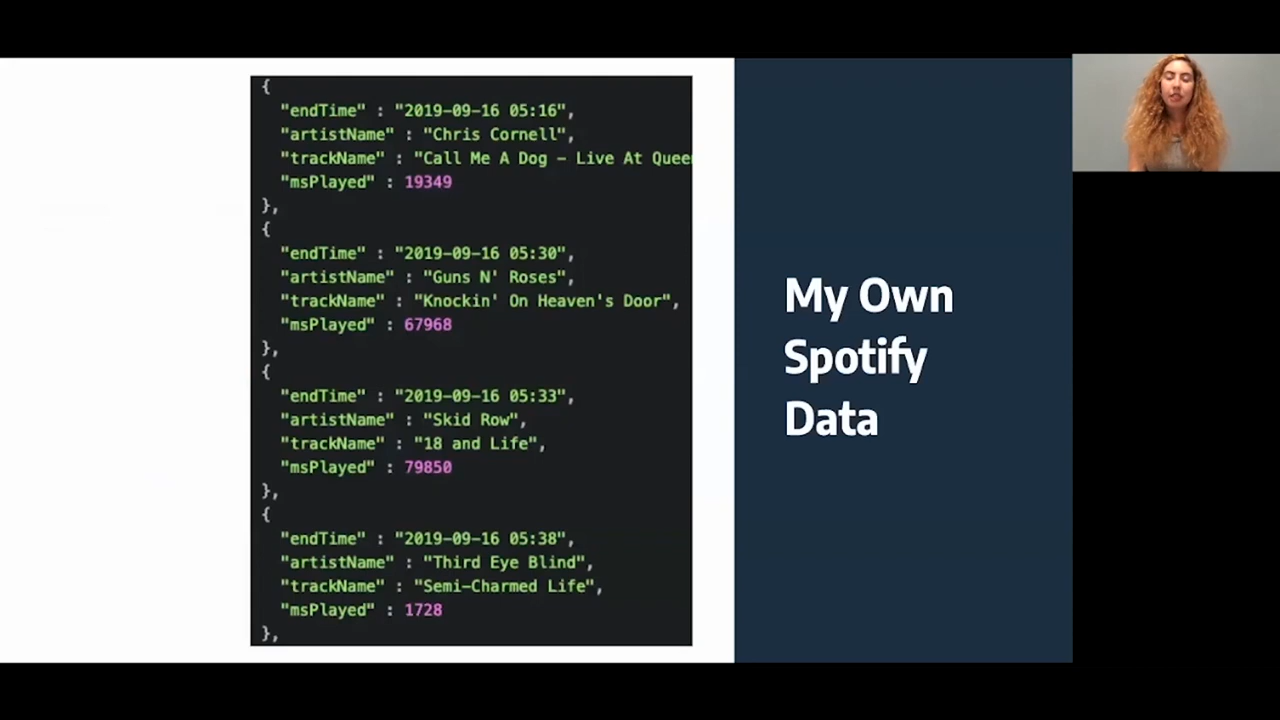 {
"endTime" : "2019-09-16 05:16",
"artistName" : "Chris Cornell",
"trackName" : "Call Me A Dog - Live At
"msPlayed" : 19349
},
{
"endTime" : "2019-09-16 05:30",
"artistName" : "Guns N' Roses",
"trackName" : "Knockin' On Heaven's Door",
"msPlayed" : 67968
},
{
"endTime" : "2019-09-16 05:33",
"artistName" : "Skid Row",
"trackName" : "18 and Life",
"msPlayed" : 79850
},
{
"endTime" : "2019-09-16 05:38",
"artistName" : "Third Eye Blind",
"trackName" : "Semi-Charmed Life",
"msPlayed" : 1728
},
My Own
Spotify
Data